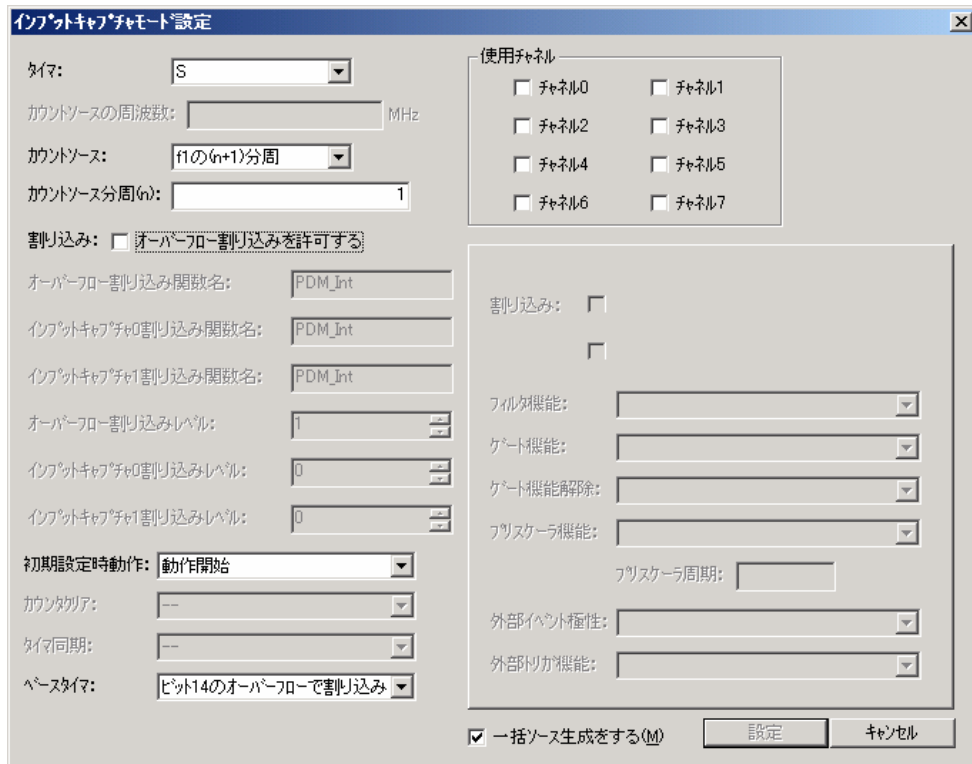 インプットキャプチャモード設定
タイマ: S
カウントソースの周波数: MHz
カウントソース: f1の(n+1)分周
カウントソース分周(n): 1
割り込み: オーバーフロー割り込みを許可する
オーバーフロー割り込み関数名: PDM_Int
インプットキャプチャ0割り込み関数名: PDM_Int
インプットキャプチャ1割り込み関数名: PDM_Int
オーバーフロー割り込みレベル: 1
インプットキャプチャ0割り込みレベル: 0
インプットキャプチャ1割り込みレベル: 0
初期設定時動作: 動作開始
カウンタクリア: --
タイマ同期: --
ベースタイマ: ビット14のオーバーフローで割り込み
使用チャネル
チャネル0 チャネル1
チャネル2 チャネル3
チャネル4 チャネル5
チャネル6 チャネル7
割り込み:
フィルタ機能:
ゲート機能:
ゲート機能解除:
プリスケーラ機能:
プリスケーラ周期:
外部イベント極性:
外部トリガ機能:
一括ソース生成をする(M) 設定 キャンセル